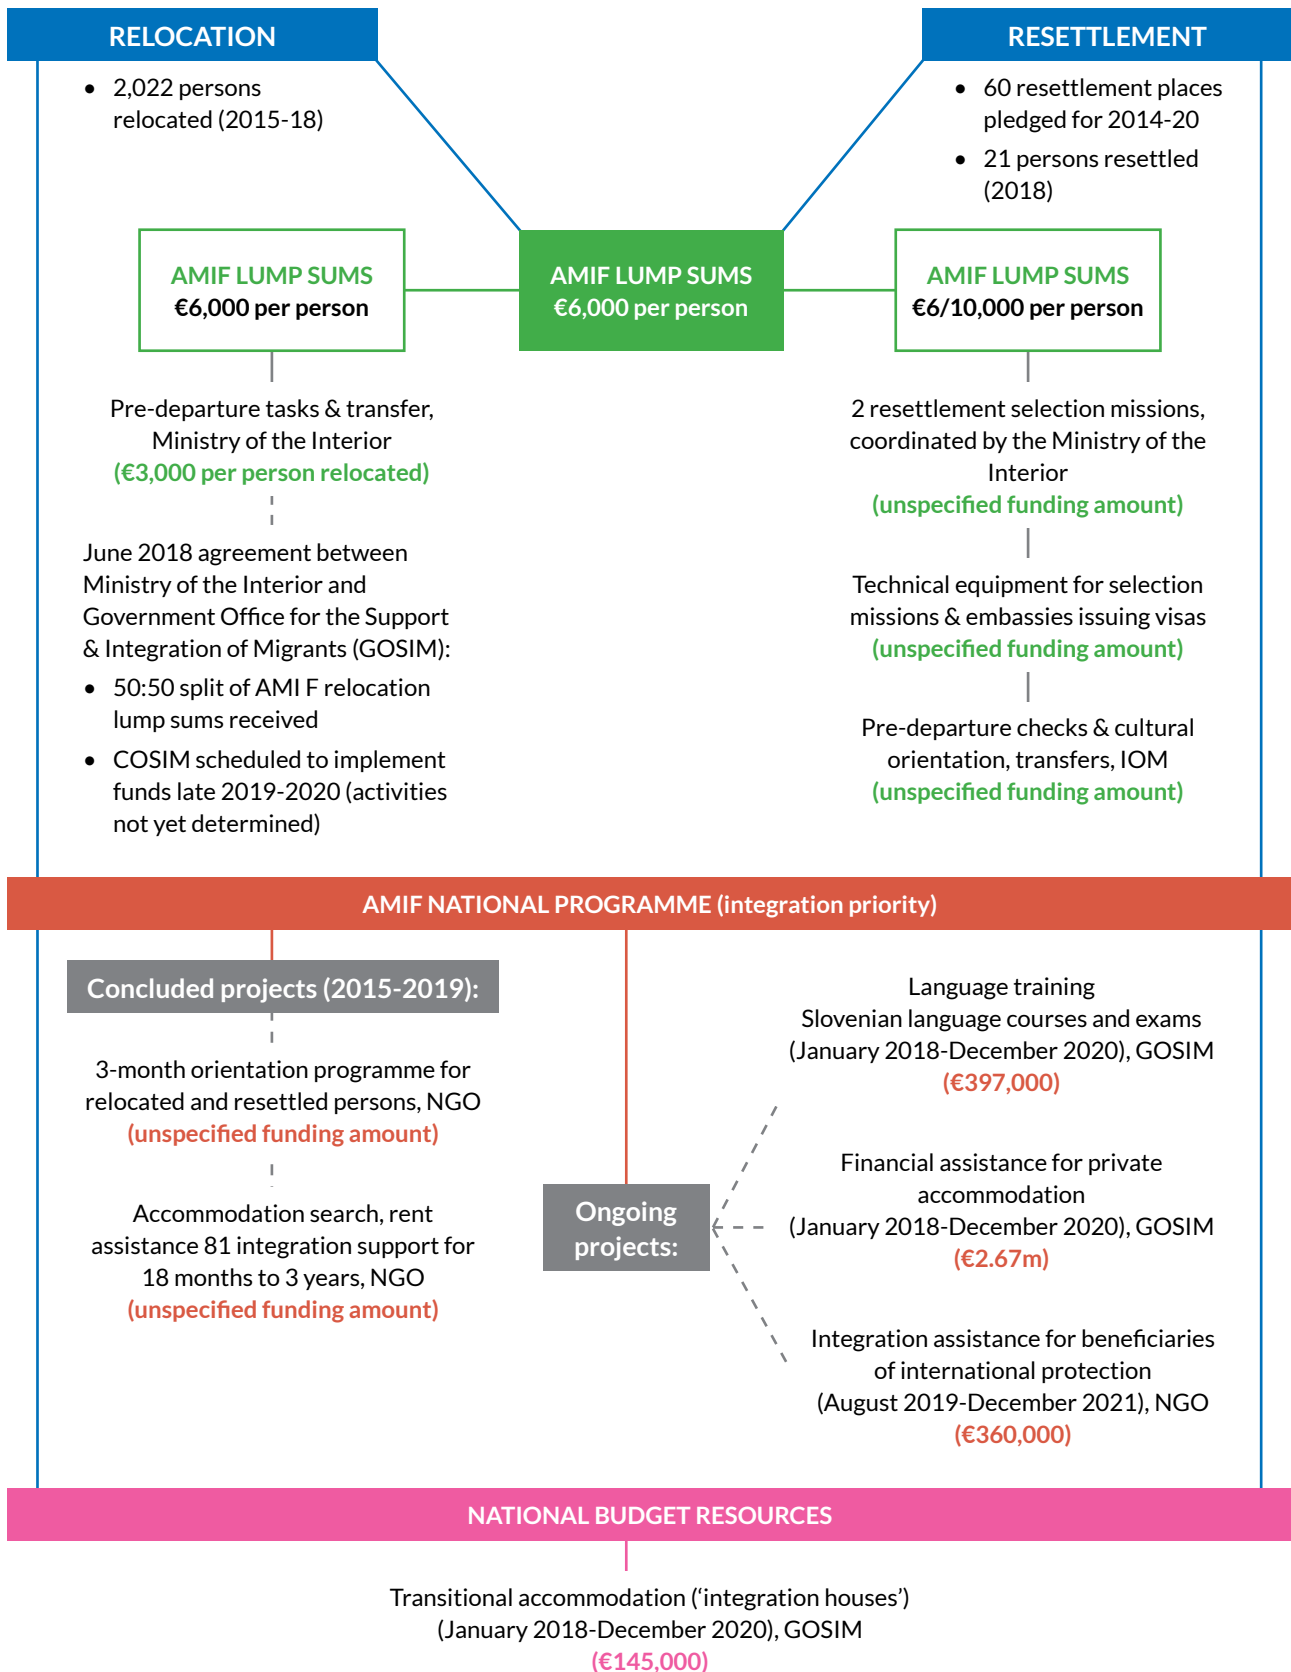 RELOCATION
• 2,022 persons
relocated (2015-18)
RESETTLEMENT
• 60 resettlement places
pledged for 2014-20
• 21 persons resettled
(2018)
AMIF LUMP SUMS
€6,000 per person
AMIF LUMP SUMS
€6,000 per person
AMIF LUMP SUMS
€6/10,000 per person
Pre-departure tasks & transfer,
Ministry of the Interior
(€3,000 per person relocated)
June 2018 agreement between
Ministry of the Interior and
Government Office for the Support
& Integration of Migrants (GOSIM):
• 50:50 split of AMI F relocation
lump sums received
• COSIM scheduled to implement
funds late 2019-2020 (activities
not yet determined)
2 resettlement selection missions,
coordinated by the Ministry of the
Interior
(unspecified funding amount)
Technical equipment for selection
missions & embassies issuing visas
(unspecified funding amount)
Pre-departure checks & cultural
orientation, transfers, IOM
(unspecified funding amount)
AMIF NATIONAL PROGRAMME (integration priority)
Concluded projects (2015-2019):
3-month orientation programme for
relocated and resettled persons, NGO
(unspecified funding amount)
Accommodation search, rent
assistance 81 integration support for
18 months to 3 years, NGO
(unspecified funding amount)
Ongoing
projects:
Language training
Slovenian language courses and exams
(January 2018-December 2020), GOSIM
(€397,000)
Financial assistance for private
accommodation
(January 2018-December 2020), GOSIM
(€2.67m)
Integration assistance for beneficiaries
of international protection
(August 2019-December 2021), NGO
(€360,000)
NATIONAL BUDGET RESOURCES
Transitional accommodation (‘integration houses’)
(January 2018-December 2020), GOSIM
(€145,000)